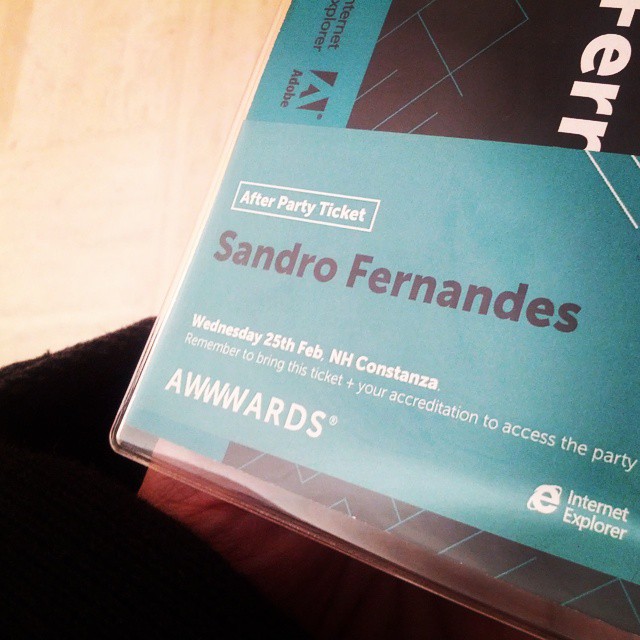 Internet
Explorer
Adobe
Fern
After Party Ticket
Sandro Fernandes
Wednesday 25th Feb, NH Constanza.
Remember to bring this ticket + your accreditation to access the party
AWWWARDS®
Internet
Explorer